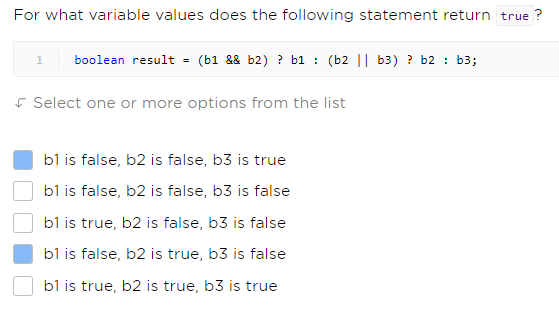 For what variable values does the following statement return true ?
1 boolean result = (b1 && b2) ? b1 : (b2 || b3) ? b2 : b3;
Select one or more options from the list
b1 is false, b2 is false, b3 is true
b1 is false, b2 is false, b3 is false
b1 is true, b2 is false, b3 is false
b1 is false, b2 is true, b3 is false
b1 is true, b2 is true, b3 is true